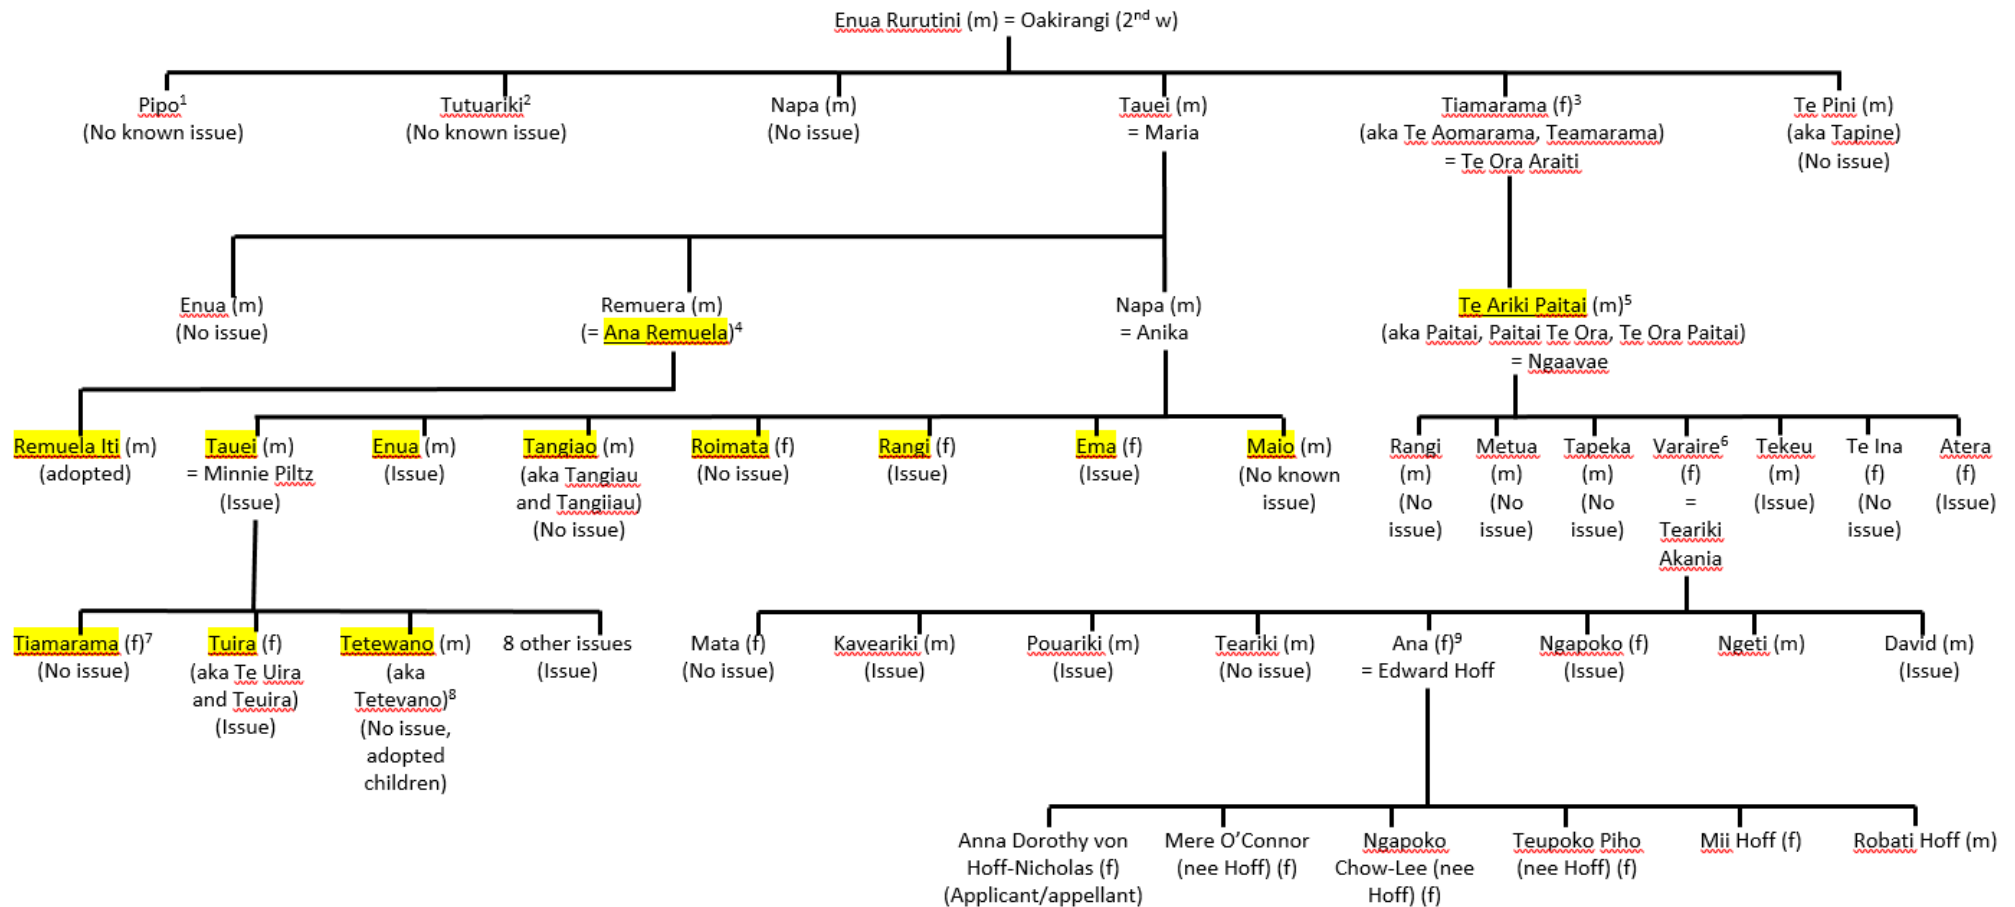 Enua Rurutini (m) = Oakirangi (2nd w)
Pipo1
(No known issue)
Tutuariki2
(No known issue)
Napa (m)
(No issue)
Tauei (m)
= Maria
Tiamarama (f)3
(aka Te Aomarama, Teamarama)
= Te Ora Araiti
Te Pini (m)
(aka Tapine)
(No issue)
Enua (m)
(No issue)
Remuera (m)
(= Ana Remuela)4
Napa (m)
= Anika
Te Ariki Paitai (m)5
(aka Paitai, Paitai Te Ora, Te Ora Paitai)
= Ngaavae
Remuela Iti (m)
(adopted)
Tauei (m)
= Minnie Piltz
(Issue)
Enua (m)
(Issue)
Tangiao (m)
(aka Tangiau
and Tangiiau)
(No issue)
Roimata (f)
(No issue)
Rangi (f)
(Issue)
Ema (f)
(Issue)
Maio (m)
(No known
issue)
Rangi
(m)
(No
issue)
Metua
(m)
(No
issue)
Tapeka
(m)
(No
issue)
Varaire6
(f)
=
Teariki
Akania
Tekeu
(m)
(Issue)
Te Ina
(f)
(No
issue)
Atera
(f)
(Issue)
Tiamarama (f)7
(No issue)
Tuira (f)
(aka Te Uira
and Teuira)
(Issue)
Tetewano (m)
(aka
Tetevano)8
(No issue,
adopted
children)
8 other issues
(Issue)
Mata (f)
(No issue)
Kaveariki (m)
(Issue)
Pouariki (m)
(Issue)
Teariki (m)
(No issue)
Ana (f)9
= Edward Hoff
Ngapoko (f)
(Issue)
Ngeti (m)
David (m)
(Issue)
Anna Dorothy von
Hoff-Nicholas (f)
(Applicant/appellant)
Mere O’Connor
(nee Hoff) (f)
Ngapoko
Chow-Lee (nee
Hoff) (f)
Teupoko Piho
(nee Hoff) (f)
Mii Hoff (f)
Robati Hoff (m)